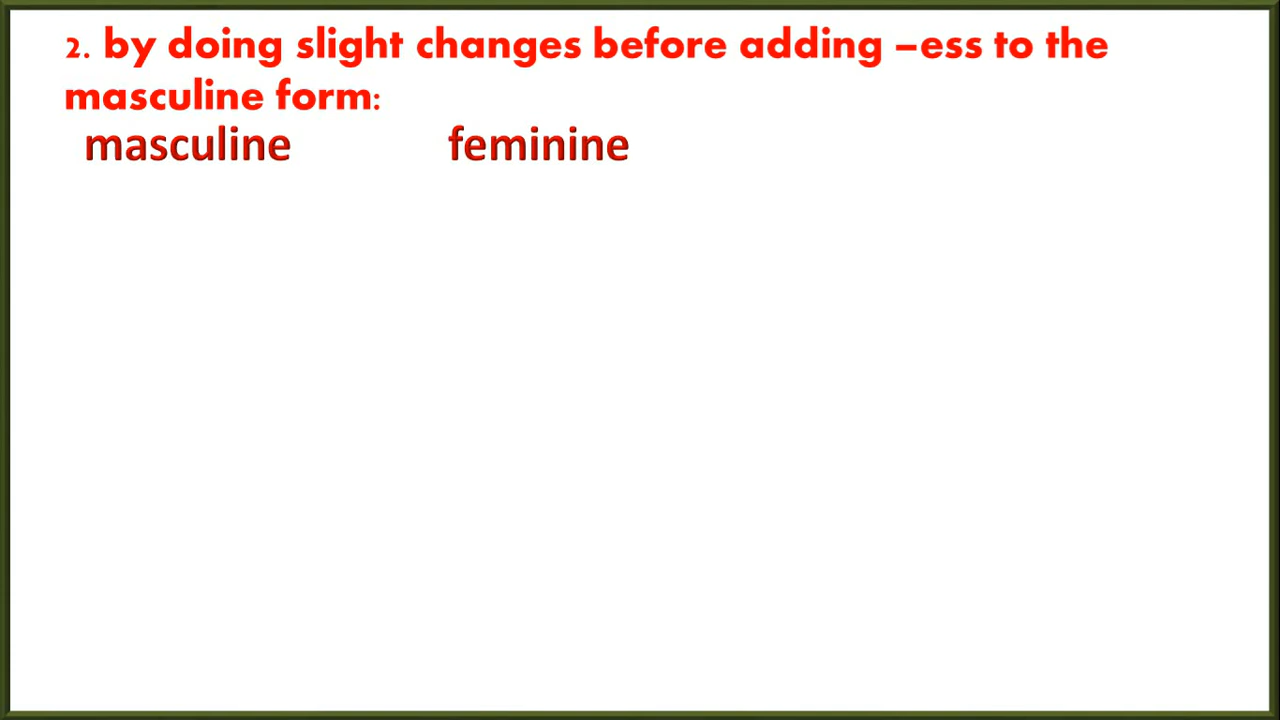 2. by doing slight changes before adding –ess to the
masculine form:
masculine feminine